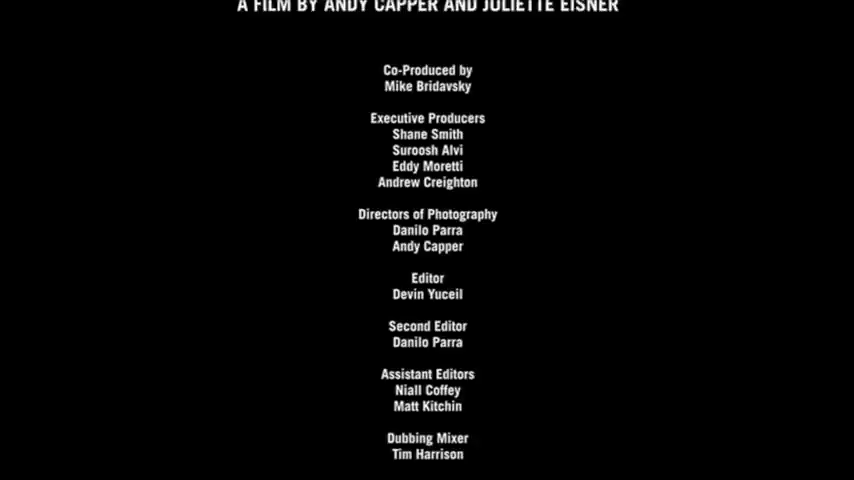 A FILM BY ANDY CAPPER AND JULIETTE EISNER
Co-Produced by
Mike Bridavsky
Executive Producers
Shane Smith
Suroosh Alvi
Eddy Moretti
Andrew Creighton
Directors of Photography
Danilo Parra
Andy Capper
Editor
Devin Yuceil
Second Editor
Danilo Parra
Assistant Editors
Niall Coffey
Matt Kitchin
Dubbing Mixer
Tim Harrison